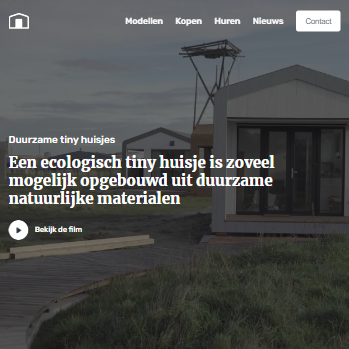 Modellen Kopen Huren Nieuws Contact
Duurzame tiny huisjes
Een ecologisch tiny huisje is zoveel
mogelijk opgebouwd uit duurzame
natuurlijke materialen
Bekijk de film